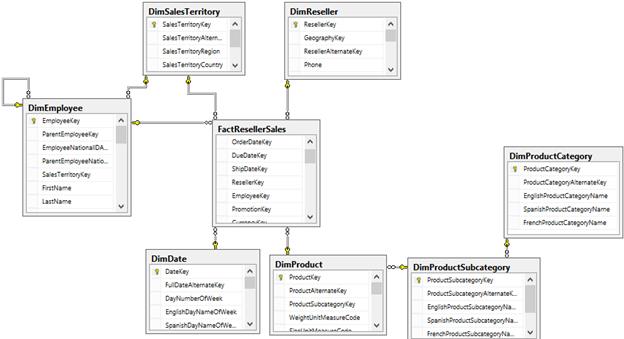 DimSalesTerritory
SalesTerritoryKey
SalesTerritoryAltern...
SalesTerritoryRegion
SalesTerritoryCountry
DimReseller
ResellerKey
GeographyKey
ResellerAlternateKey
Phone
DimEmployee
EmployeeKey
ParentEmployeeKey
EmployeeNationalIDA...
ParentEmployeeNatio...
SalesTerritoryKey
FirstName
LastName
FactResellerSales
OrderDateKey
DueDateKey
ShipDateKey
ResellerKey
EmployeeKey
PromotionKey
CurrencyKey
DimProductCategory
ProductCategoryKey
ProductCategoryAlternateKey
EnglishProductCategoryName
SpanishProductCategoryName
FrenchProductCategoryName
DimDate
DateKey
FullDateAlternateKey
DayNumberOfWeek
EnglishDayNameOfWeek
SpanishDayNameOfWe...
DimProduct
ProductKey
ProductAlternateKey
ProductSubcategoryKey
WeightUnitMeasureCode
SizeUnitMeasureCode
DimProductSubcategory
ProductSubcategoryKey
ProductSubcategoryAlternateK...
EnglishProductSubcategoryNa...
SpanishProductSubcategoryNa...
FrenchProductSubcategoryNa...